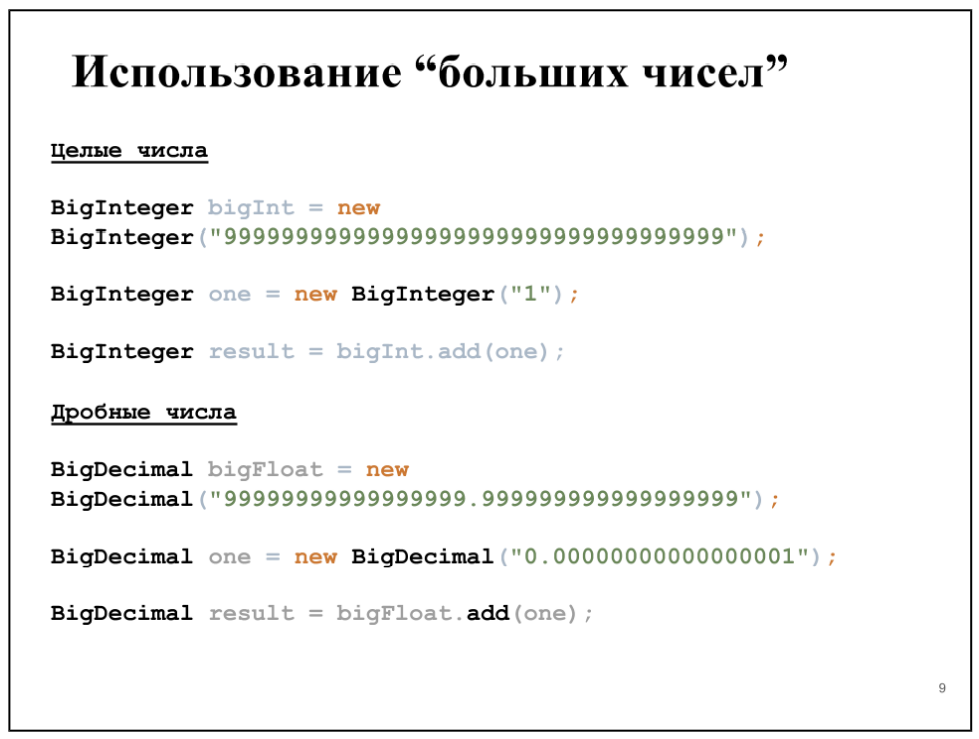 Использование “больших чисел”
Целые числа
BigInteger bigInt = new
BigInteger("99999999999999999999999999999999999");
BigInteger one = new BigInteger("1");
BigInteger result = bigInt.add(one);
Дробные числа
BigDecimal bigFloat = new
BigDecimal("99999999999999999.999999999999999999");
BigDecimal one = new BigDecimal("0.00000000000000001");
BigDecimal result = bigFloat.add(one);
9